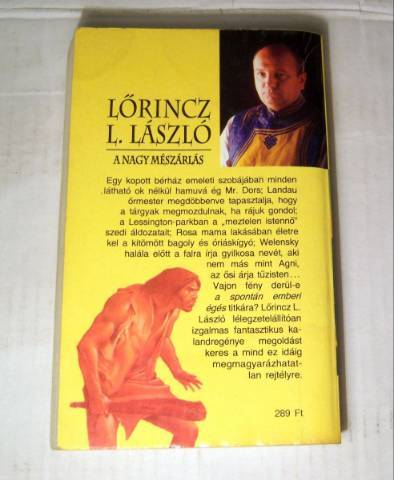 LŐRINCZ
L. LÁSZLÓ
A NAGY MÉSZÁRLÁS
Egy kopott bérház emeleti szobájában minden
látható ok nélkül hamuvá ég Mr. Dors; Landau
őrmester megdöbbenve tapasztalja, hogy
a tárgyak megmozdulnak, ha rájuk gondol;
a Lessington-parkban a „meztelen istennő”
szedi áldozatait; Rosa mama lakásában életre
kel a kitömött bagoly és óriáskígyó; Welensky
halála előtt a falra írja gyilkosa nevét, aki
nem más mint Agni,
az ősi árja tűzisten...
Vajon fény derül-e
a spontán emberi
égés titkára? Lőrincz L.
László lélegzetelállítóan
izgalmas fantasztikus ka-
landregénye megoldást
keres a mind ez idáig
megmagyarázhatat-
lan rejtélyre.
289 Ft